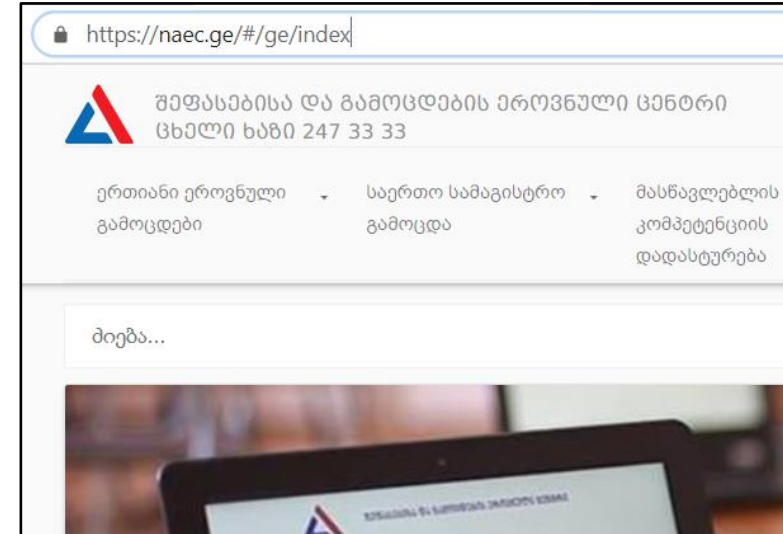 https://naec.ge/#/ge/index
შეფასებისა და გამოცდების ეროვნული ცენტრი
ცხელი ხაზი 247 33 33
ერთიანი ეროვნული
გამოცდები
საერთო სამაგისტრო
გამოცდა
მასწავლებლის
კომპეტენციის
დადასტურება
ძიება...